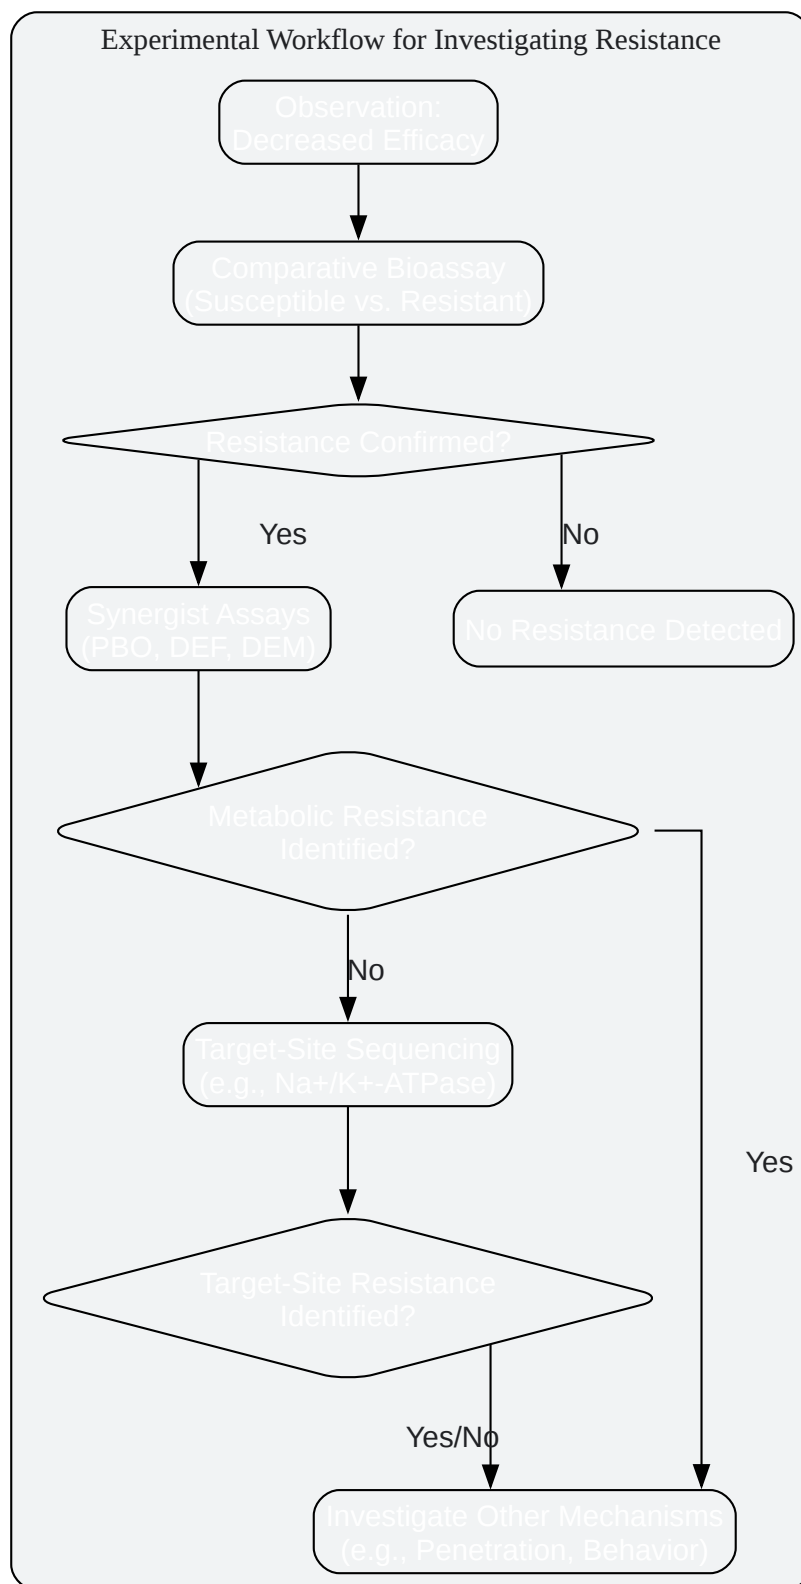 Experimental Workflow for Investigating Resistance
Observation:
Decreased Efficacy
Comparative Bioassay
(Susceptible vs. Resistant)
Resistance Confirmed?
Yes
No
Synergist Assays
(PBO, DEF, DEM)
No Resistance Detected
Metabolic Resistance
Identified?
No
Target-Site Sequencing
(e.g., Na+/K+-ATPase)
Yes
Target-Site Resistance
Identified?
Yes/No
Investigate Other Mechanisms
(e.g., Penetration, Behavior)